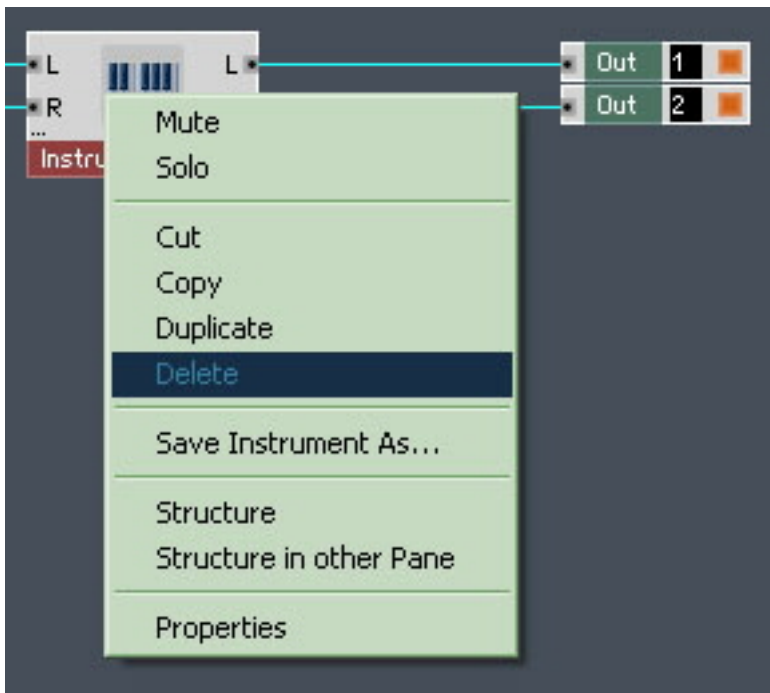 L L Out 1
R Out 2
...
Instru
Mute
Solo
Cut
Copy
Duplicate
Delete
Save Instrument As...
Structure
Structure in other Pane
Properties